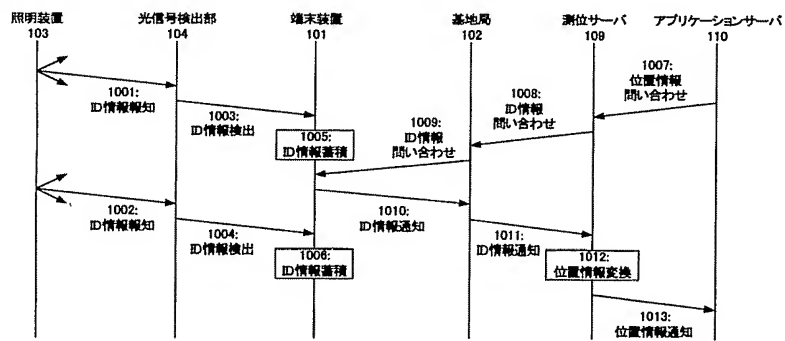 照明装置
103
光信号検出部
104
端末装置
101
基地局
102
測位サーバ
109
アプリケーションサーバ
110
1001:
ID情報報知
1003:
ID情報検出
1005:
ID情報蓄積
1009:
ID情報
問い合わせ
1008:
ID情報
問い合わせ
1007:
位置情報
問い合わせ
1002:
ID情報報知
1004:
ID情報検出
1006:
ID情報蓄積
1010:
ID情報通知
1011:
ID情報通知
1012:
位置情報変換
1013:
位置情報通知